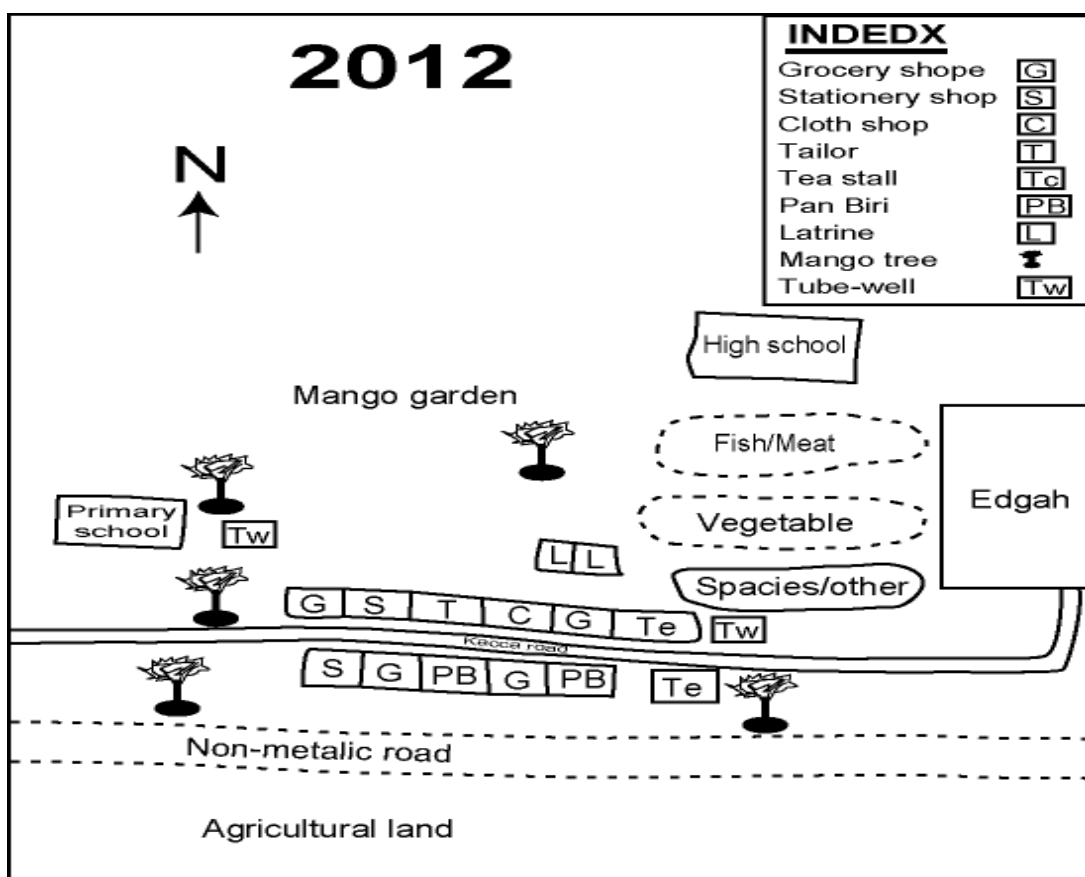 2012
INDEDX
Grocery shope G
Stationery shop S
Cloth shop C
Tailor T
Tea stall Tc
Pan Biri PB
Latrine L
Mango tree
Tube-well Tw
N
High school
Mango garden
Fish/Meat
Edgah
Primary
school
Tw
Vegetable
L L
Spacies/other
G S T C G Te Tw
Kacca road
S G PB G PB Te
Non-metalic road
Agricultural land